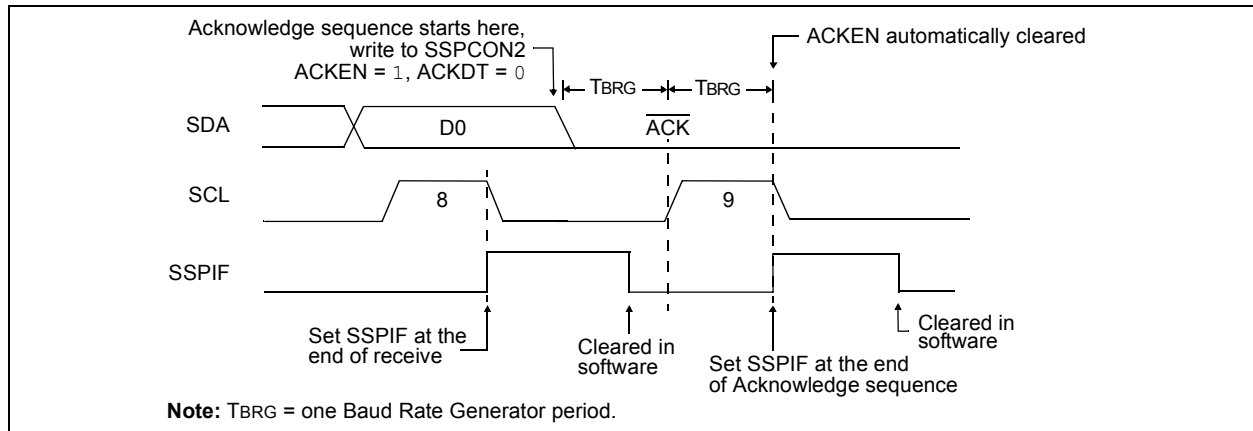 Acknowledge sequence starts here,
write to SSPCON2
ACKEN = 1, ACKDT = 0
ACKEN automatically cleared
TBRG
TBRG
SDA
D0
ACK
SCL
8
9
SSPIF
Set SSPIF at the
end of receive
Cleared in
software
Set SSPIF at the end
of Acknowledge sequence
Cleared in
software
Note: TBRG = one Baud Rate Generator period.